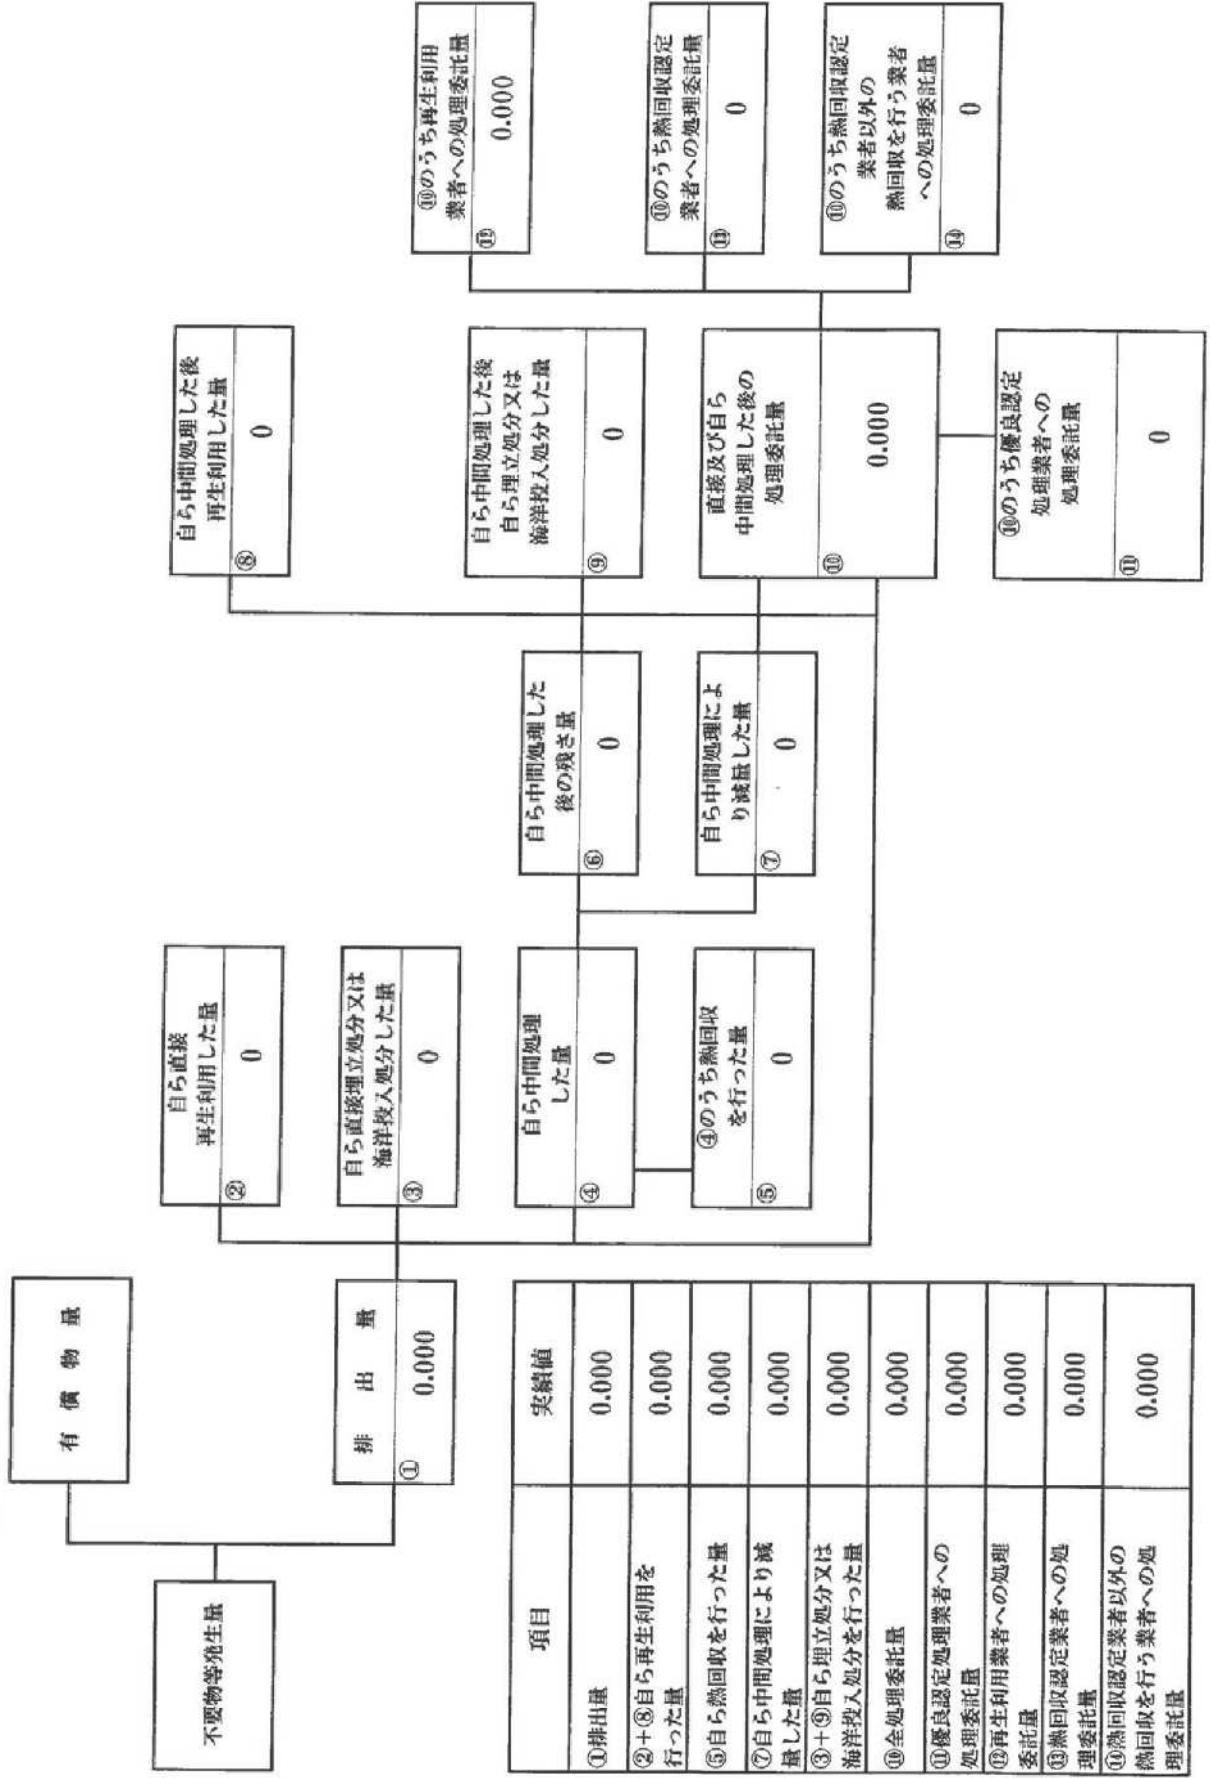 有償物量
不要物等発生量
排出量
①
0.000
自ら直接
再生利用した量
②
0
自ら直接埋立処分又は
海洋投入処分した量
③
0
自ら中間処理
した量
④
0
④のうち熱回収
を行った量
⑤
0
自ら中間処理した
後の残さ量
⑥
0
自ら中間処理によ
り減量した量
⑦
0
自ら中間処理した後
再生利用した量
⑧
0
自ら中間処理した後
自ら埋立処分又は
海洋投入処分した量
⑨
0
直接及び自ら
中間処理した後の
処理委託量
⑩
0.000
⑩のうち優良認定
処理業者への
処理委託量
⑪
0
⑩のうち再生利用
業者への処理委託量
⑫
0.000
⑩のうち熱回収認定
業者への処理委託量
⑬
0
⑩のうち熱回収認定
業者以外の
熱回収を行う業者
への処理委託量
⑭
0
項目 実績値
①排出量 0.000
②+⑧自ら再生利用を
行った量 0.000
⑤自ら熱回収を行った量 0.000
⑦自ら中間処理により減
量した量 0.000
③+⑨自ら埋立処分又は
海洋投入処分を行った量 0.000
⑩全処理委託量 0.000
⑪優良認定処理業者への
処理委託量 0.000
⑫再生利用業者への処理
委託量 0.000
⑬熱回収認定業者への処
理委託量 0.000
⑭熱回収認定業者以外の
熱回収を行う業者への処
理委託量 0.000